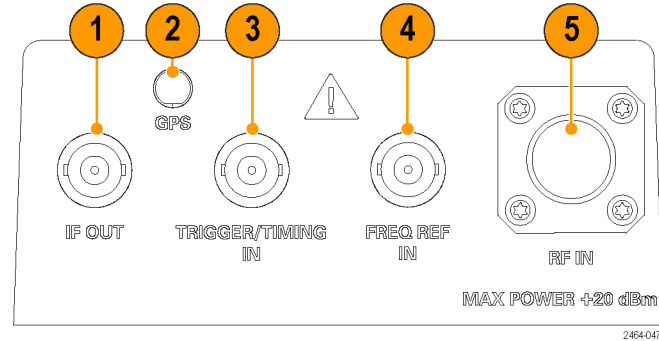 1 2 3 4 5
!
GPS
IF OUT
TRIGGER/TIMING
IN
FREQ REF
IN
RF IN
MAX POWER +20 dBm
2464-047